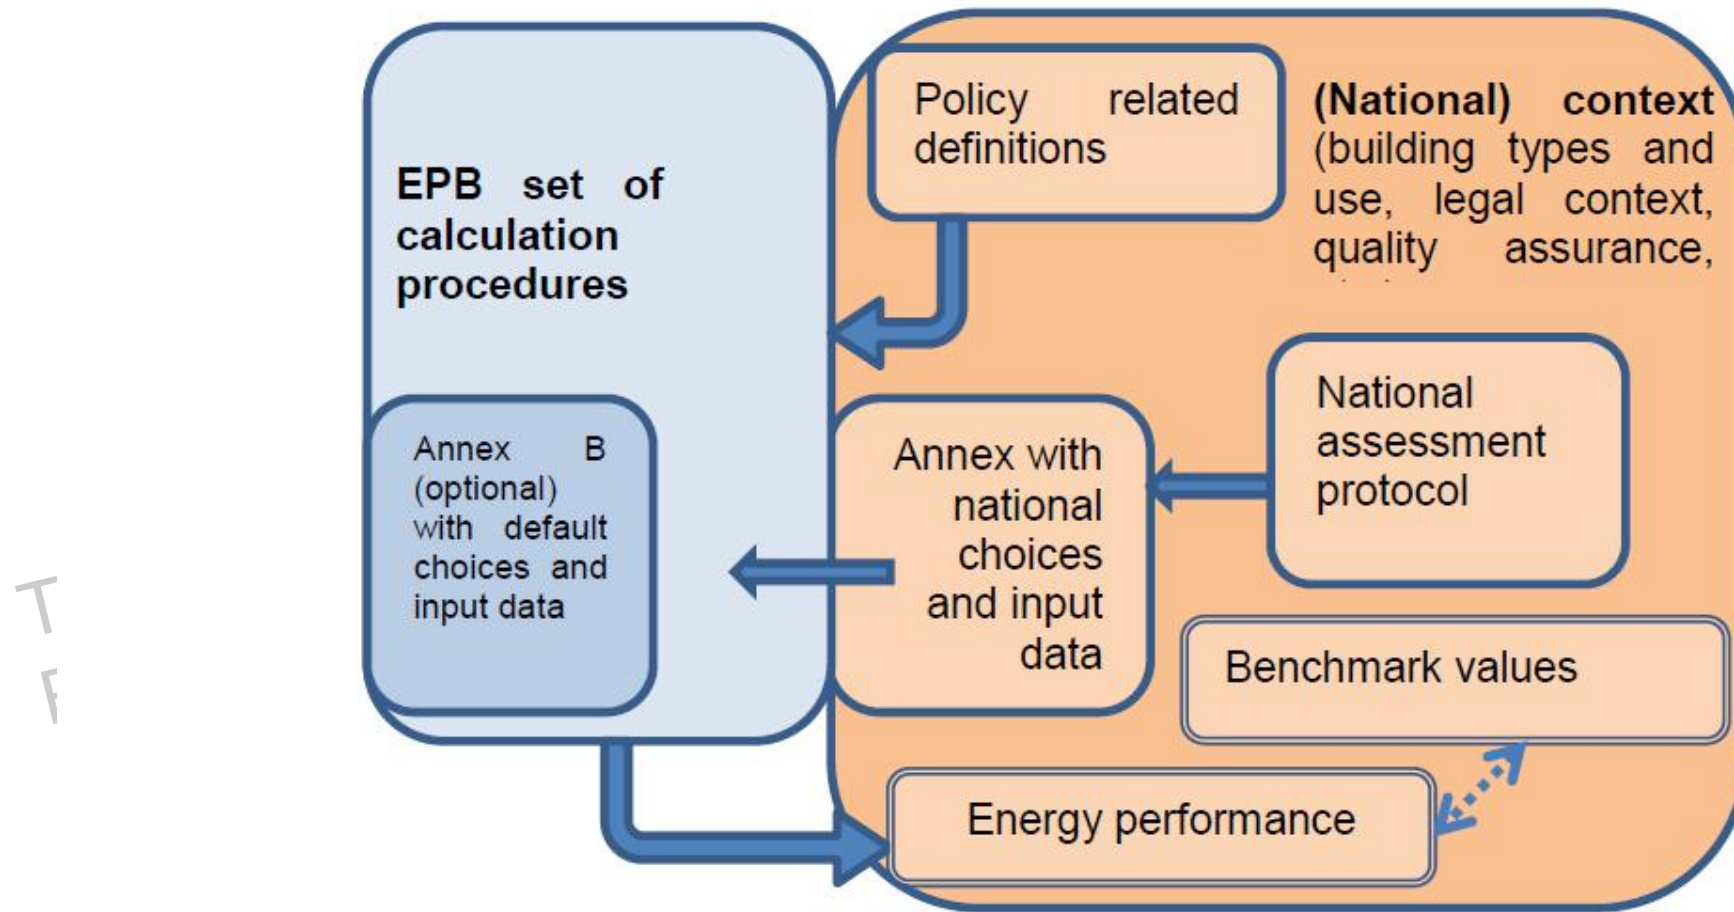 EPB set of
calculation
procedures
Annex B
(optional)
with default
choices and
input data
Policy related
definitions
(National) context
(building types and
use, legal context,
quality assurance,
Annex with
national
choices
and input
data
National
assessment
protocol
Benchmark values
Energy performance